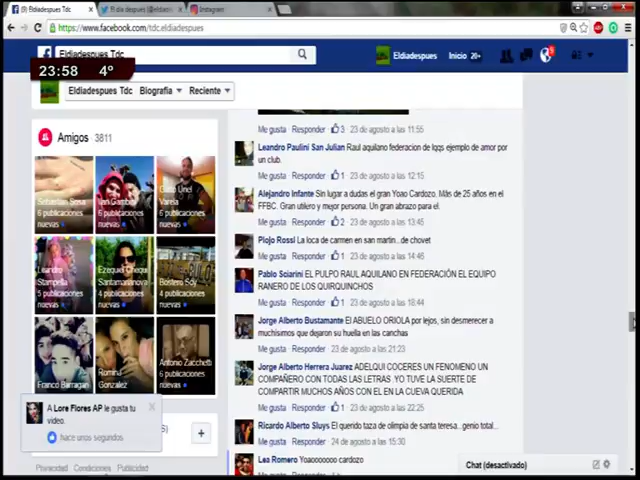 (9) Eldiadespues Tdc
El dia despues (@eldiad
Instagram
https://www.facebook.com/tdc.eldiadespues
Eldiadespues Tdc
Eldiadespues
Inicio 20+
23:58 4°
Eldiadespues Tdc Biografía Reciente
Amigos 3811
Sebastian Sosa
6 publicaciones
nuevas
Ian Gambini
6 publicaciones
nuevas
Varela
6 publicaciones
nuevas
Leandro
Stampella
5 publicaciones
nuevas
Ezequiel Chequi
Santamaranova
4 publicaciones
nuevas
Bostero Soy
4 publicaciones
nuevas
Franco Barragan
Romina
Gonzalez
Antonio Zacchetti
A Lore Flores AP le gusta tu
video.
hace unos segundos
S)
+
Privacidad Condiciones Publicidad
Me gusta Responder 3 23 de agosto a las 11:55
Leandro Paulini San Julian Raul aquilano federacion de lqqs ejemplo de amor por
un club.
Me gusta Responder 1 23 de agosto a las 12:15
Alejandro Infante Sin lugar a dudas el gran Yoao Cardozo. Más de 25 años en el
FFBC. Gran utilero y mejor persona. Un gran abrazo para el.
Me gusta Responder 2 23 de agosto a las 13:45
Piojo Rossi La loca de carmen en san martin..de chovet
Me gusta Responder 1 23 de agosto a las 14:46
Pablo Sciarini EL PULPO RAUL AQUILANO EN FEDERACIÓN EL EQUIPO
RANERO DE LOS QUIRQUINCHOS
Me gusta Responder 1 23 de agosto a las 18:44
Jorge Alberto Bustamante El ABUELO ORIOLA por lejos, sin desmerecer a
muchísimos que dejaron su huella en las canchas
Me gusta Responder 23 de agosto a las 21:23
Jorge Alberto Herrera Juarez ADELQUI COCERES UN FENOMENO UN
COMPAÑERO CON TODAS LAS LETRAS. YO TUVE LA SUERTE DE
COMPARTIR MUCHOS AÑOS CON EL EN LA CUEVA QUERIDA
Me gusta Responder 1 23 de agosto a las 22:25
Ricardo Alberto Sluys El querido taza de olimpia de santa teresa..genio total...
Me gusta Responder 24 de agosto a las 15:30
Lea Romero Yoaooooooo cardozo
Chat (desactivado)